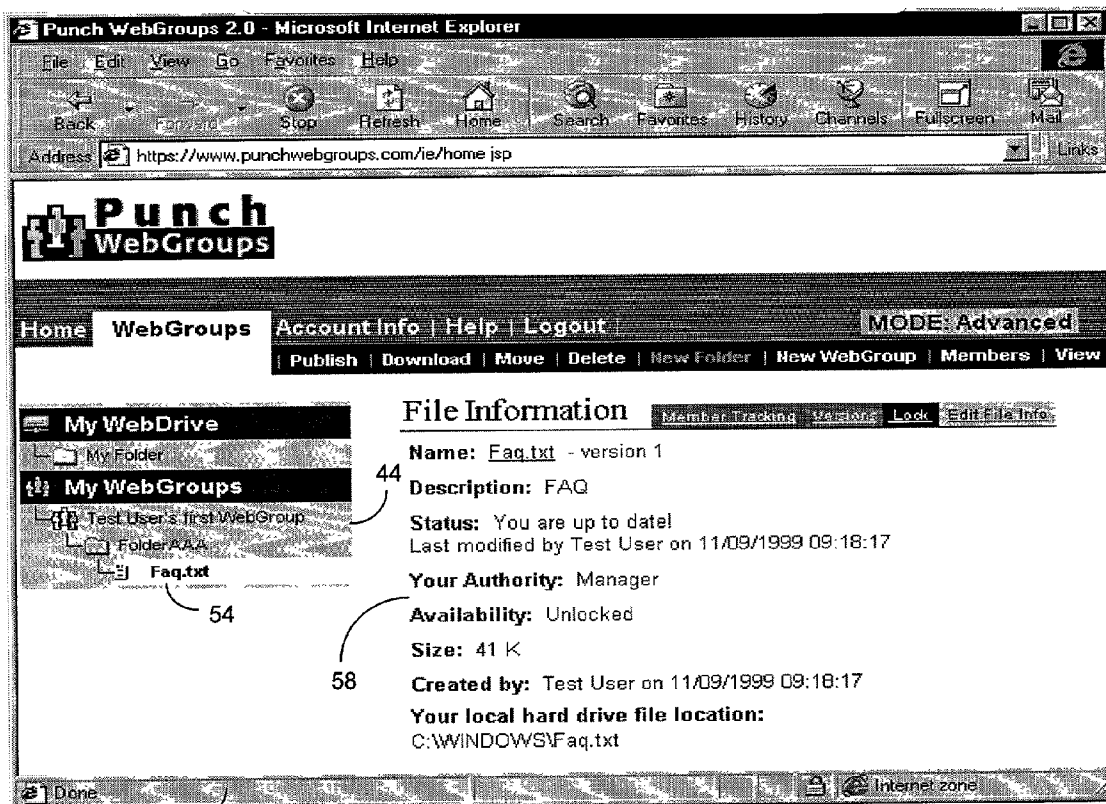 Punch WebGroups 2.0 - Microsoft Internet Explorer
File Edit View Go Favorites Help
Back Forward Stop Refresh Home Search Favorites History Channels Fullscreen Mail
Address https://www.punchwebgroups.com/ie/home jsp Links
Punch
WebGroups
Home WebGroups Account Info | Help | Logout | MODE: Advanced
| Publish | Download | Move | Delete | New Folder | New WebGroup | Members | View
File Information Member Tracking Versions Lock Edit File Info
My WebDrive
My Folder
My WebGroups
Test User's first WebGroup
FolderAAA
Faq.txt
44
54
58
Name: Faq.txt - version 1
Description: FAQ
Status: You are up to date!
Last modified by Test User on 11/09/1999 09:18:17
Your Authority: Manager
Availability: Unlocked
Size: 41 K
Created by: Test User on 11/09/1999 09:18:17
Your local hard drive file location:
C:\WINDOWS\Faq.txt
Done Internet zone